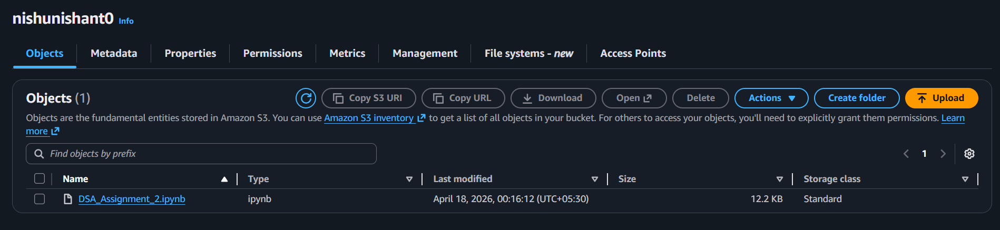 nishunishant0 Info
Objects Metadata Properties Permissions Metrics Management File systems - new Access Points
Objects (1) Copy S3 URI Copy URL Download Open Delete Actions Create folder Upload
Objects are the fundamental entities stored in Amazon S3. You can use Amazon S3 inventory to get a list of all objects in your bucket. For others to access your objects, you'll need to explicitly grant them permissions. Learn
more
Find objects by prefix 1
Name Type Last modified Size Storage class
DSA_Assignment_2.ipynb ipynb April 18, 2026, 00:16:12 (UTC+05:30) 12.2 KB Standard